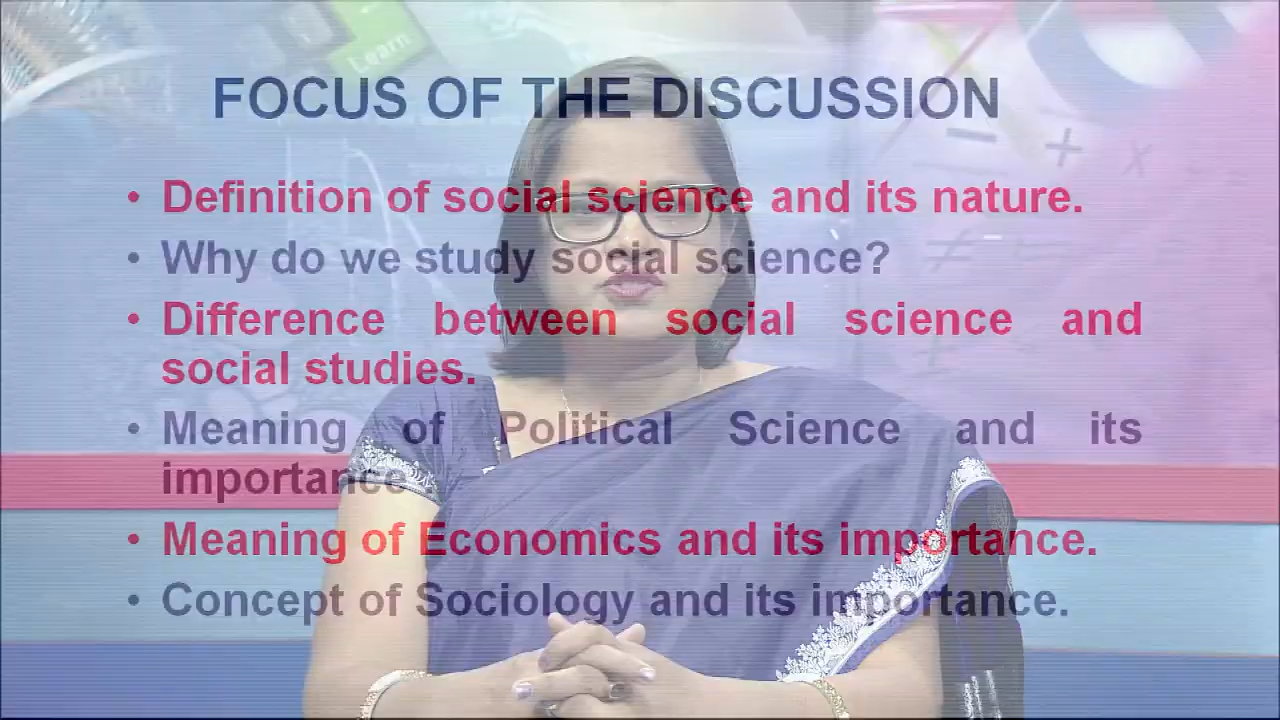 Learn
FOCUS OF THE DISCUSSION
• Definition of social science and its nature.
• Why do we study social science?
• Difference between social science and
social studies.
• Meaning of Political Science and its
importance.
• Meaning of Economics and its importance.
• Concept of Sociology and its importance.